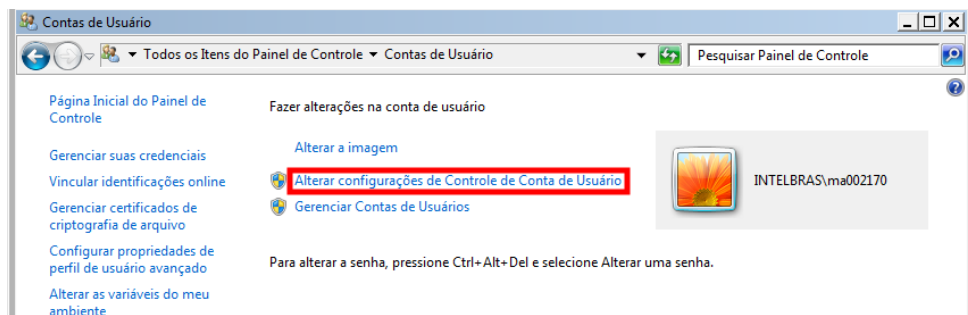 Contas de Usuário
Todos os Itens do Painel de Controle Contas de Usuário
Pesquisar Painel de Controle
Página Inicial do Painel de
Controle
Gerenciar suas credenciais
Vincular identificações online
Gerenciar certificados de
criptografia de arquivo
Configurar propriedades de
perfil de usuário avançado
Alterar as variáveis do meu
ambiente
Fazer alterações na conta de usuário
Alterar a imagem
Alterar configurações de Controle de Conta de Usuário
Gerenciar Contas de Usuários
INTELBRAS\ma002170
Para alterar a senha, pressione Ctrl+Alt+Del e selecione Alterar uma senha.